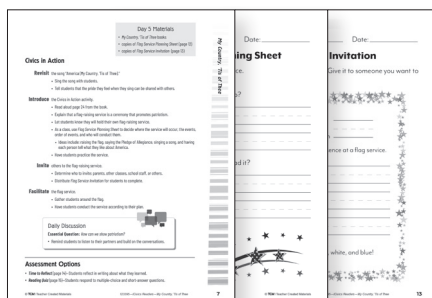 Day 5 Materials
• My Country, 'Tis of Thee books
• copies of Flag Service Planning Sheet (page 12)
• copies of Flag Service Invitation (page 13)
Civics in Action
Revisit the song "America (My Country, 'Tis of Thee)."
• Sing the song with students.
• Tell students that the pride they feel when they sing can be shared with others.
Introduce the Civics in Action activity.
• Read aloud page 24 from the book.
• Explain that a flag-raising service is a ceremony that promotes patriotism.
• Let students know they will hold their own flag-raising service.
• As a class, use Flag Service Planning Sheet to decide where the service will occur, the events,
order of events, and who will conduct them.
• Ideas include raising the flag, saying the Pledge of Allegiance, singing a song, and having
each person tell what they like about America.
• Have students practice the service.
Invite others to the flag-raising service.
• Determine who to invite: parents, other classes, school staff, or others.
• Distribute Flag Service Invitation for students to complete.
Facilitate the flag service.
• Gather students around the flag.
• Have students conduct the service according to their plan.
Daily Discussion
Essential Question: How can we show patriotism?
• Remind students to listen to their partners and build on the conversations.
Assessment Options
• Time to Reflect (page 14)—Students reflect in writing about what they learned.
• Reading Quiz (page 15)—Students respond to multiple-choice and short-answer questions.
My Country, 'Tis of Thee
7
Date:
ing Sheet
ce.
?
ad it?
Date:
Invitation
Give it to someone you want to
ence at a flag service.
white, and blue!
13